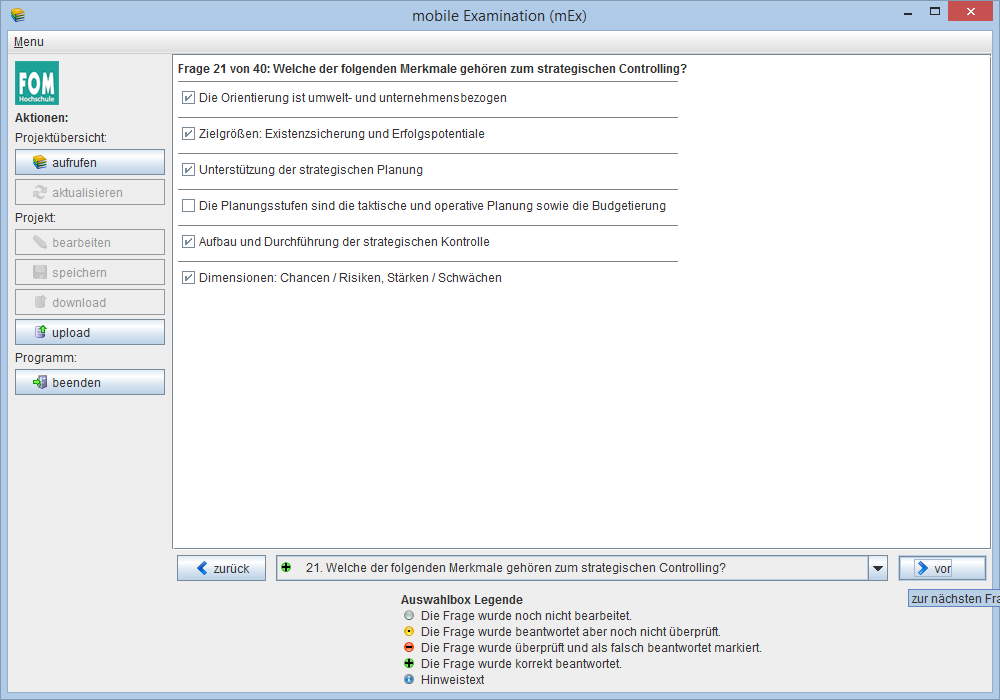 mobile Examination (mEx)
Menu
FOM
Hochschule
Aktionen:
Projektübersicht:
aufrufen
aktualisieren
Projekt:
bearbeiten
speichern
download
upload
Programm:
beenden
Frage 21 von 40: Welche der folgenden Merkmale gehören zum strategischen Controlling?
Die Orientierung ist umwelt- und unternehmensbezogen
Zielgrößen: Existenzsicherung und Erfolgspotentiale
Unterstützung der strategischen Planung
Die Planungsstufen sind die taktische und operative Planung sowie die Budgetierung
Aufbau und Durchführung der strategischen Kontrolle
Dimensionen: Chancen / Risiken, Stärken / Schwächen
zurück
21. Welche der folgenden Merkmale gehören zum strategischen Controlling?
vor
zur nächsten Fra
Auswahlbox Legende
Die Frage wurde noch nicht bearbeitet.
Die Frage wurde beantwortet aber noch nicht überprüft.
Die Frage wurde überprüft und als falsch beantwortet markiert.
Die Frage wurde korrekt beantwortet.
Hinweistext